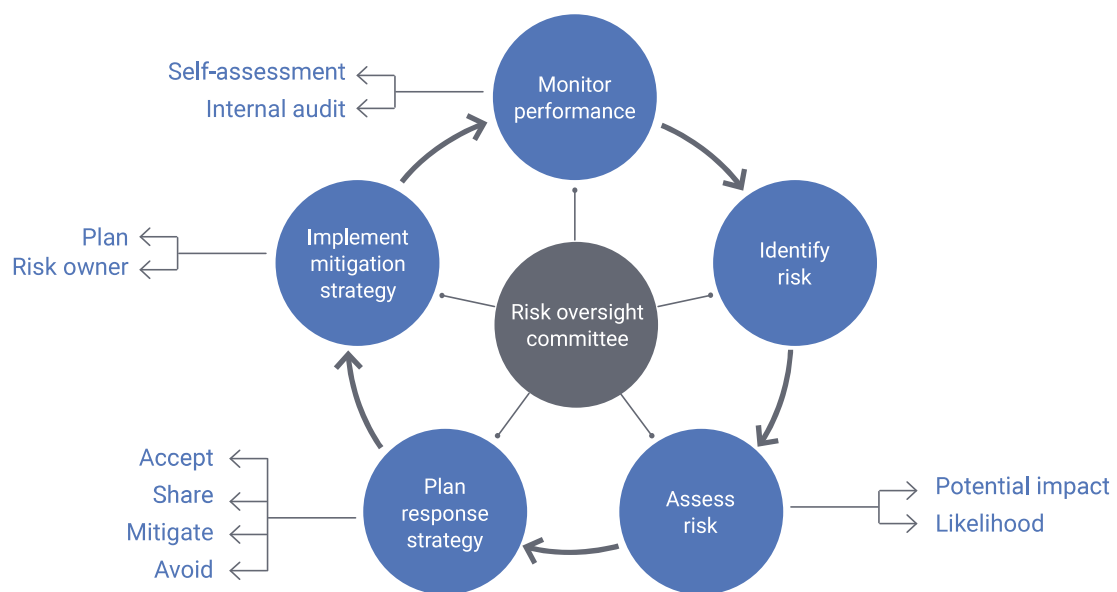 Self-assessment
Internal audit
Monitor
performance
Plan
Risk owner
Implement
mitigation
strategy
Identify
risk
Risk oversight
committee
Accept
Share
Mitigate
Avoid
Plan
response
strategy
Assess
risk
Potential impact
Likelihood